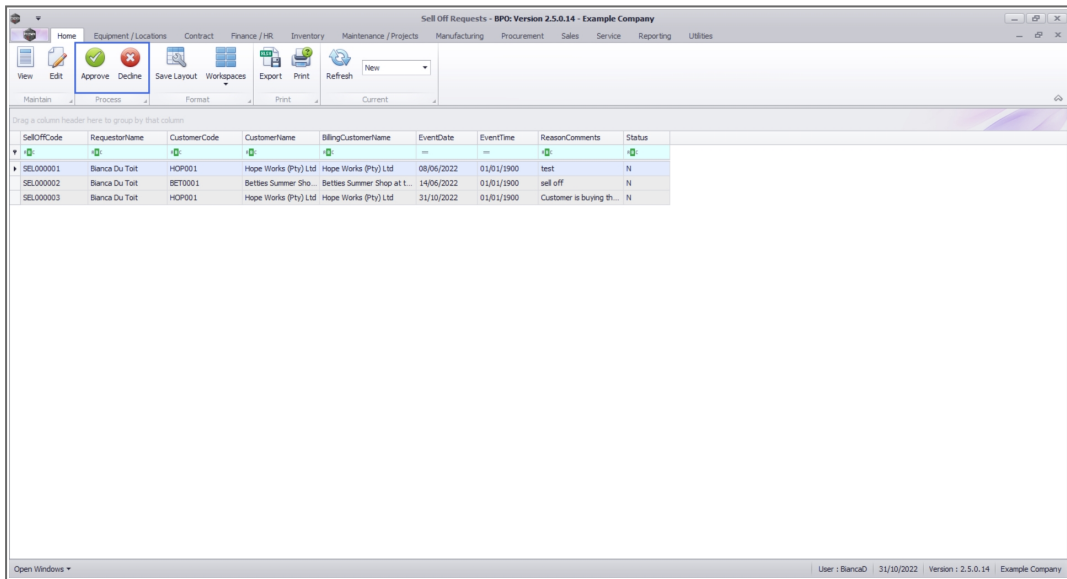 Sell Off Requests - BPO: Version 2.5.0.14 - Example Company
Home Equipment / Locations Contract Finance / HR Inventory Maintenance / Projects Manufacturing Procurement Sales Service Reporting Utilities
View Edit Approve Decline Save Layout Workspaces Export Print Refresh New
Maintain Process Format Print Current
Drag a column header here to group by that column
SellOffCode RequestorName CustomerCode CustomerName BillingCustomerName EventDate EventTime ReasonComments Status
SEL000001 Bianca Du Toit HOP001 Hope Works (Pty) Ltd Hope Works (Pty) Ltd 08/06/2022 01/01/1900 test N
SEL000002 Bianca Du Toit BET0001 Betties Summer Sho... Betties Summer Shop at t... 14/06/2022 01/01/1900 sell off N
SEL000003 Bianca Du Toit HOP001 Hope Works (Pty) Ltd Hope Works (Pty) Ltd 31/10/2022 01/01/1900 Customer is buying th... N
Open Windows User : BiancaD 31/10/2022 Version : 2.5.0.14 Example Company